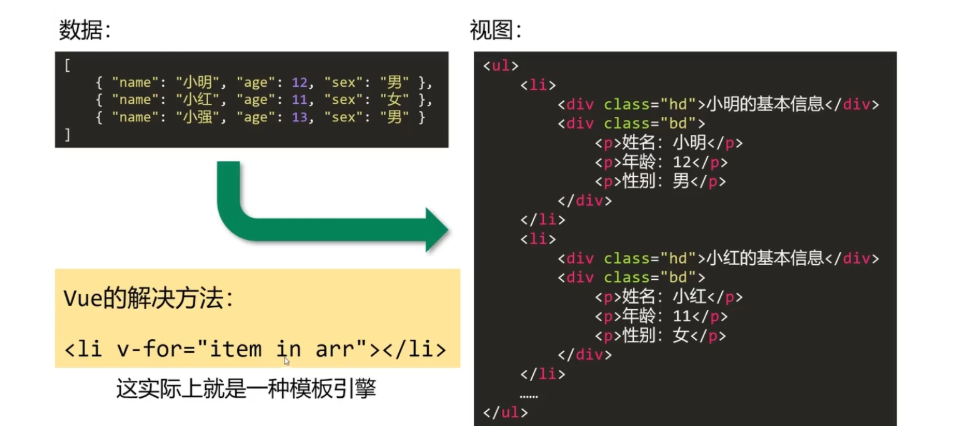 数据：
[
    { "name": "小明", "age": 12, "sex": "男" },
    { "name": "小红", "age": 11, "sex": "女" },
    { "name": "小强", "age": 13, "sex": "男" }
]
Vue的解决方法：
<li v-for="item in arr"></li>
这实际上就是一种模板引擎
视图：
<ul>
    <li>
        <div class="hd">小明的基本信息</div>
        <div class="bd">
            <p>姓名：小明</p>
            <p>年龄：12</p>
            <p>性别：男</p>
        </div>
    </li>
    <li>
        <div class="hd">小红的基本信息</div>
        <div class="bd">
            <p>姓名：小红</p>
            <p>年龄：11</p>
            <p>性别：女</p>
        </div>
    </li>
    ……
</ul>